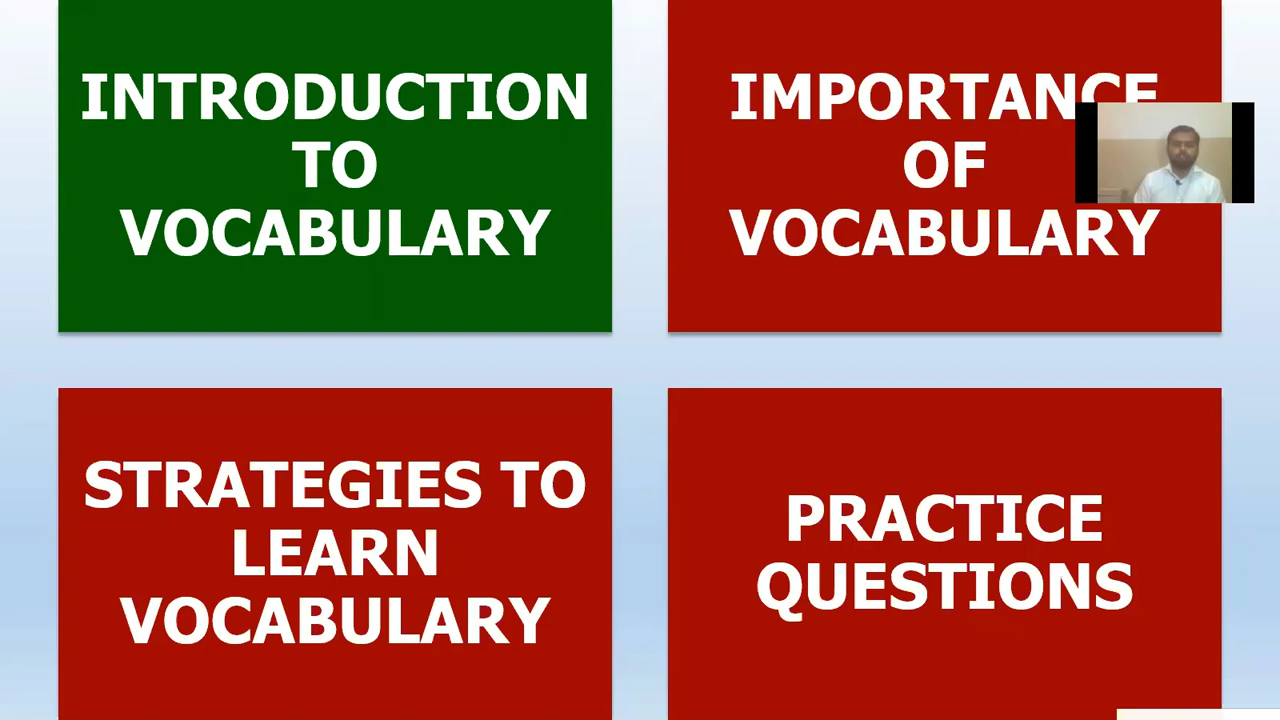 INTRODUCTION
TO
VOCABULARY
IMPORTANCE
OF
VOCABULARY
STRATEGIES TO
LEARN
VOCABULARY
PRACTICE
QUESTIONS